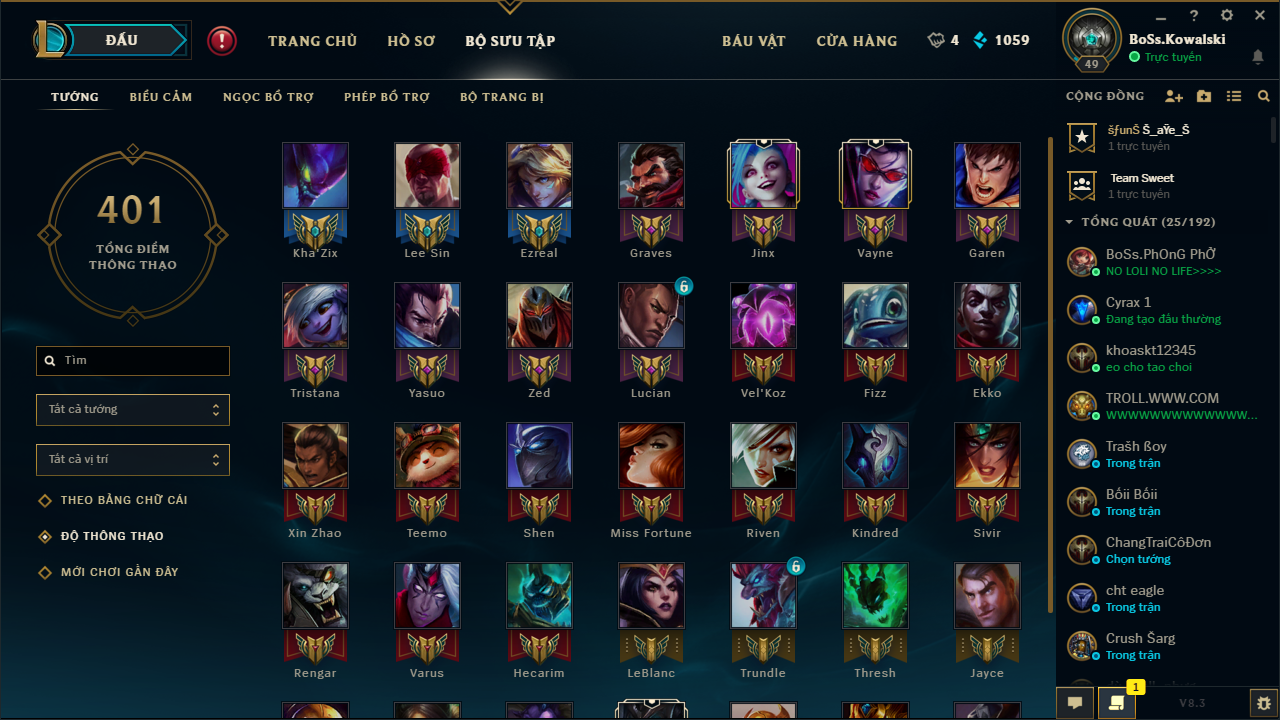 ĐẤU
TRANG CHỦ
HỒ SƠ
BỘ SƯU TẬP
BÁU VẬT
CỬA HÀNG
4
1059
49
BoSs.Kowalski
Trực tuyến
TƯỚNG
BIỂU CẢM
NGỌC BỔ TRỢ
PHÉP BỔ TRỢ
BỘ TRANG BỊ
401
TỔNG ĐIỂM
THÔNG THẠO
Tìm
Tất cả tướng
Tất cả vị trí
THEO BẢNG CHỮ CÁI
ĐỘ THÔNG THẠO
MỚI CHƠI GẦN ĐÂY
Kha'Zix
Lee Sin
Ezreal
Graves
Jinx
Vayne
Garen
6
Tristana
Yasuo
Zed
Lucian
Vel'Koz
Fizz
Ekko
Xin Zhao
Teemo
Shen
Miss Fortune
Riven
Kindred
Sivir
6
Rengar
Varus
Hecarim
LeBlanc
Trundle
Thresh
Jayce
CỘNG ĐỒNG
šƒunŠ Š_aŸe_Š
1 trực tuyến
Team Sweet
1 trực tuyến
TỔNG QUÁT (25/192)
BoSs.PhOnG PhỞ
NO LOLI NO LIFE>>>>
Cyrax 1
Đang tạo đấu thường
khoaskt12345
eo cho tao choi
TROLL.WWW.COM
WWWWWWWWWWWWW...
Trašh ßoy
Trong trận
Bốii Bối
Trong trận
ChangTraiCôĐơn
Chọn tướng
cht eagle
Trong trận
Crush Šarg
Trong trận
1
V8.3